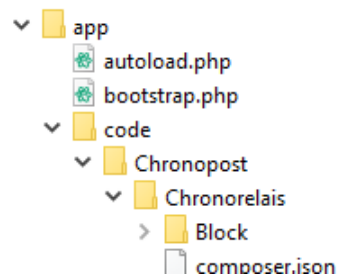 app
autoload.php
bootstrap.php
code
Chronopost
Chronorelais
Block
composer.json